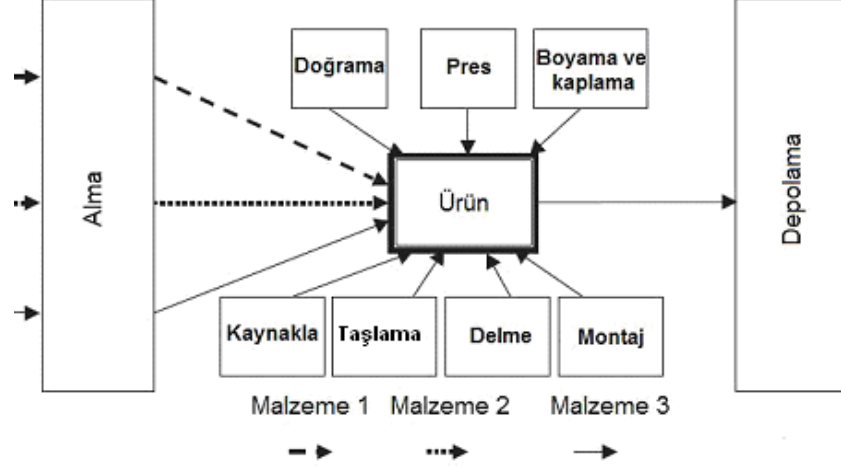 Alma
Doğrama
Pres
Boyama ve
kaplama
Ürün
Depolama
Kaynakla
Taşlama
Delme
Montaj
Malzeme 1
Malzeme 2
Malzeme 3